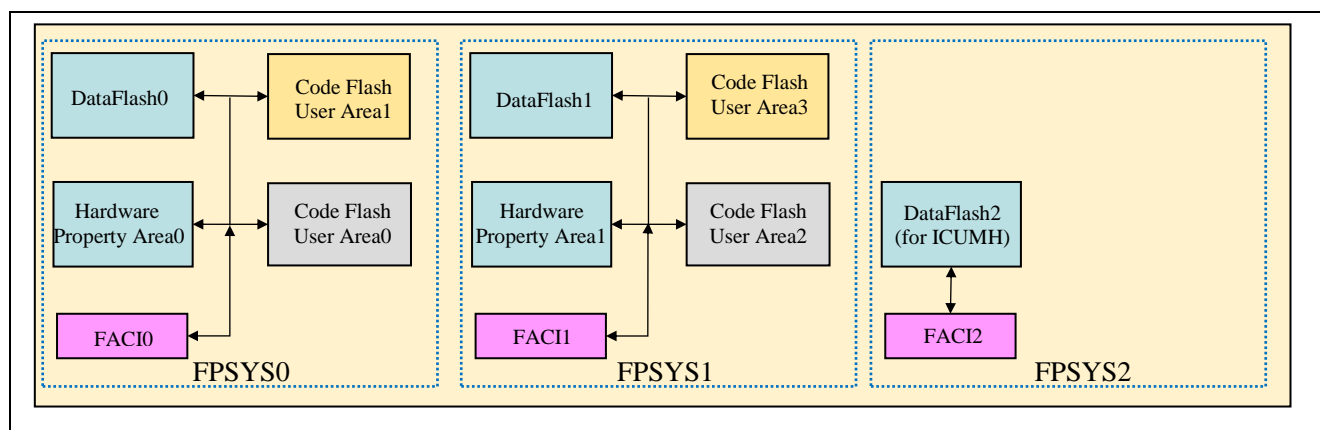 DataFlash0
Code Flash
User Area1
Hardware
Property Area0
Code Flash
User Area0
FACI0
FPSYS0
DataFlash1
Code Flash
User Area3
Hardware
Property Area1
Code Flash
User Area2
FACI1
FPSYS1
DataFlash2
(for ICUMH)
FACI2
FPSYS2